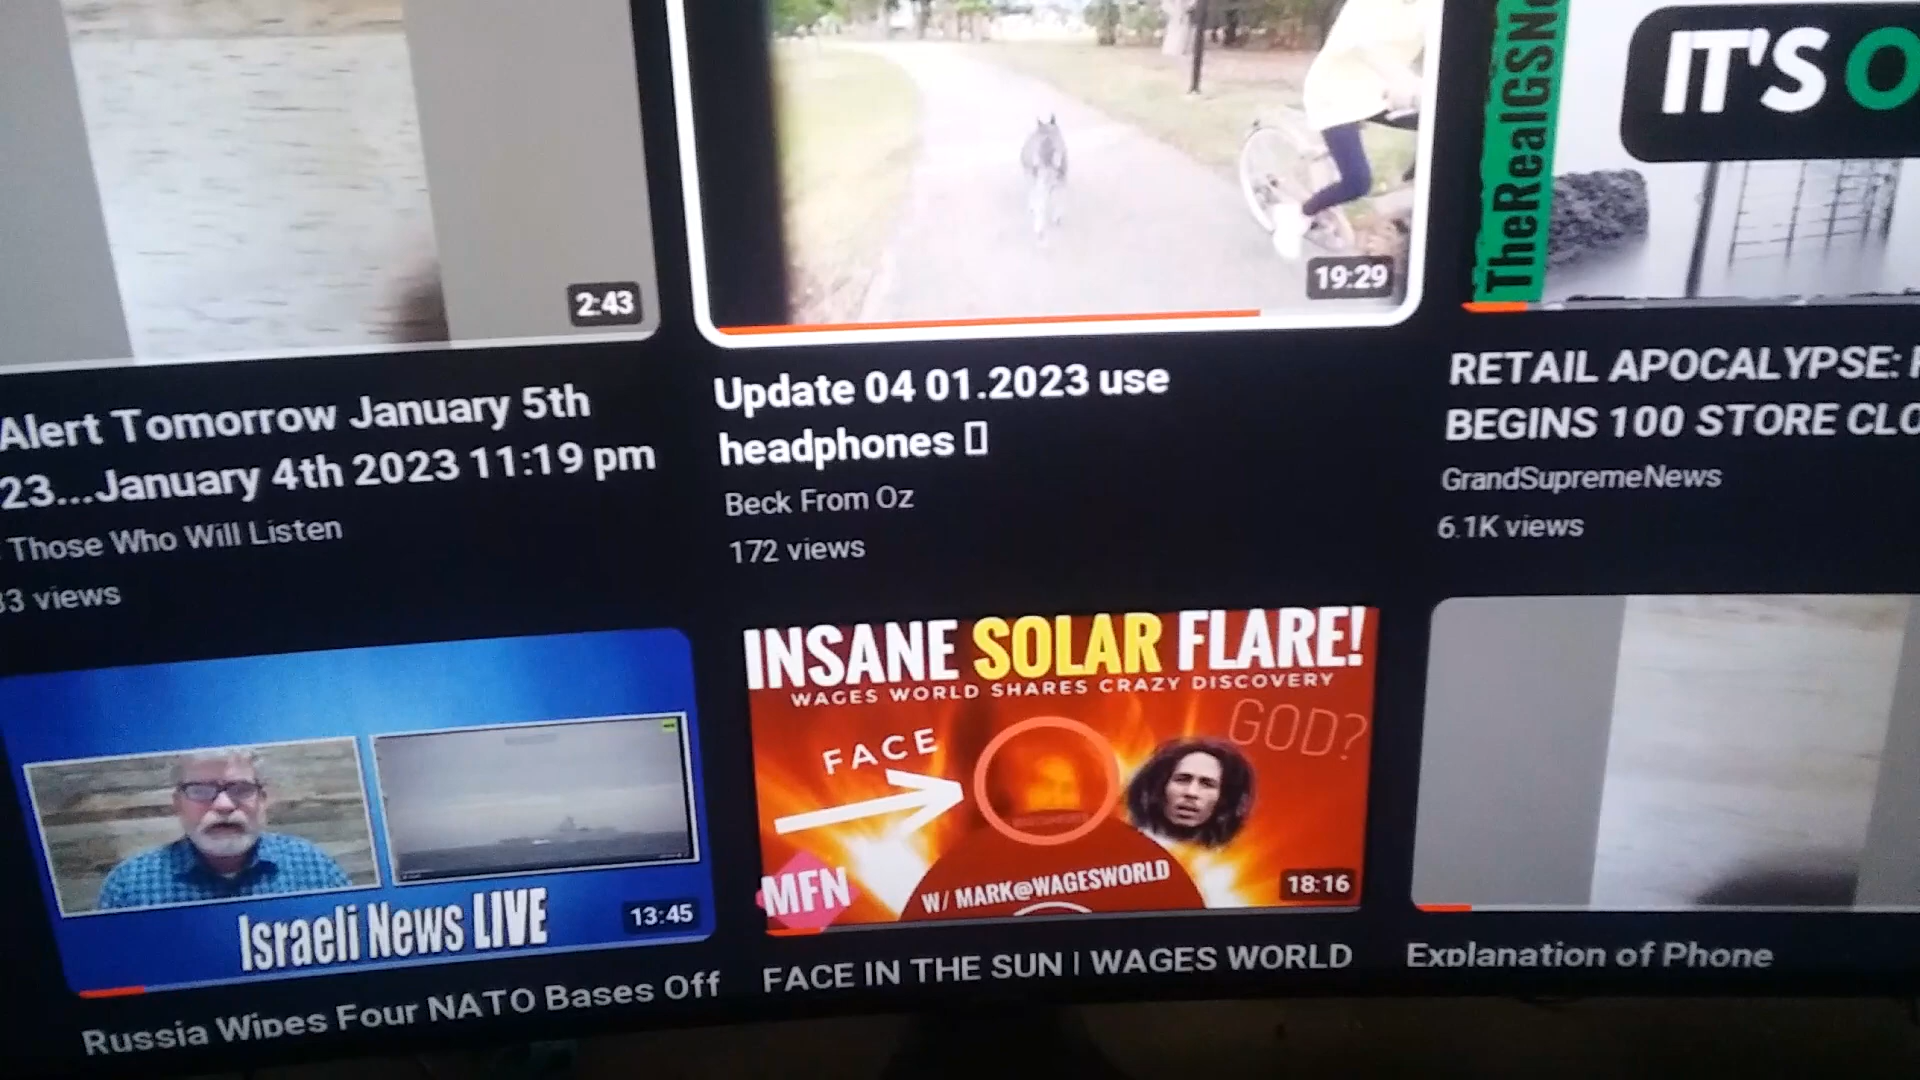 2:43
Alert Tomorrow January 5th
23...January 4th 2023 11:19 pm
Those Who Will Listen
33 views
19:29
Update 04 01.2023 use
headphones
Beck From Oz
172 views
TheRealGSN
IT'S O
RETAIL APOCALYPSE:
BEGINS 100 STORE CLO
GrandSupremeNews
6.1K views
Israeli News LIVE
13:45
Russia Wipes Four NATO Bases Off
INSANE SOLAR FLARE!
WAGES WORLD SHARES CRAZY DISCOVERY
GOD?
FACE
MFN
W/ MARK@WAGESWORLD
18:16
FACE IN THE SUN | WAGES WORLD
Explanation of Phone